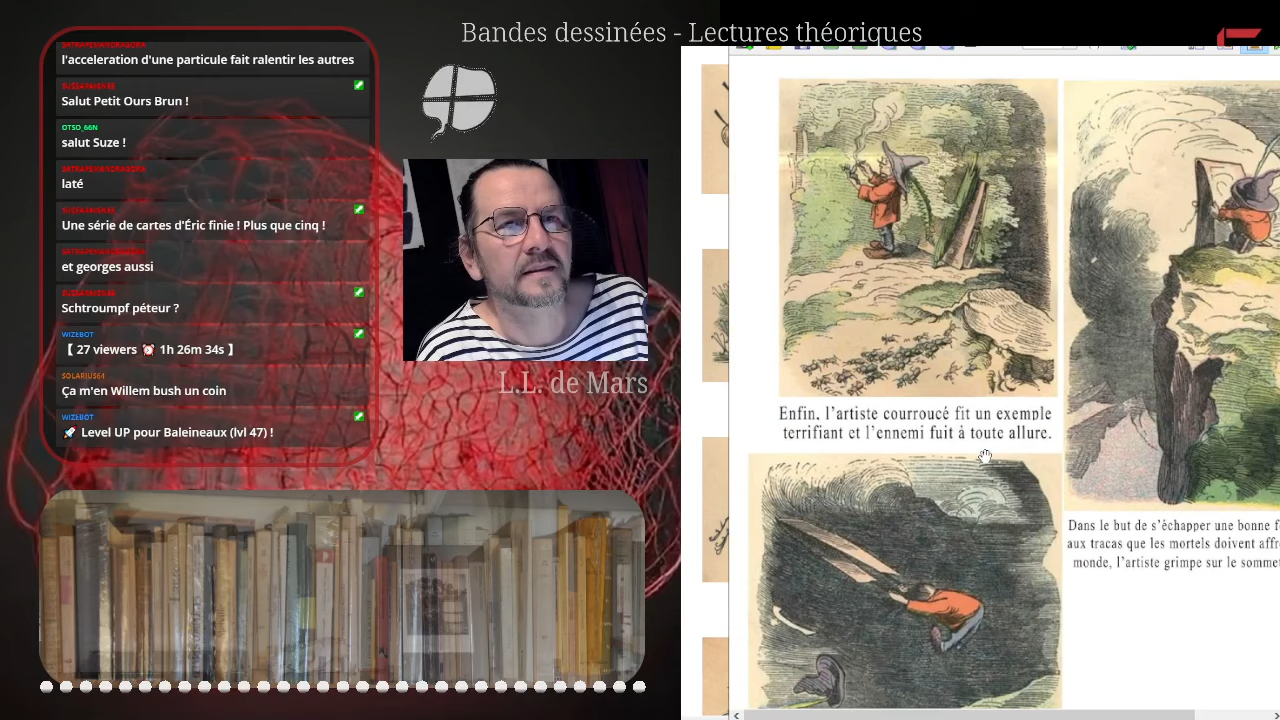 Bandes dessinées - Lectures théoriques
l'acceleration d'une particule fait ralentir les autres
Salut Petit Ours Brun !
OTSO_66N
salut Suze !
laté
Une série de cartes d'Éric finie ! Plus que cinq !
et georges aussi
Schtroumpf péteur ?
WIZEBOT
【 27 viewers ⏰ 1h 26m 34s 】
SOLARIUS64
Ça m'en Willem bush un coin
WIZEBOT
🚀 Level UP pour Baleineaux (lvl 47) !
L.L. de Mars
Enfin, l'artiste courroucé fit un exemple
terrifiant et l'ennemi fuit à toute allure.
Dans le but de s'échapper une bonne
aux tracas que les mortels doivent
monde, l'artiste grimpe sur le